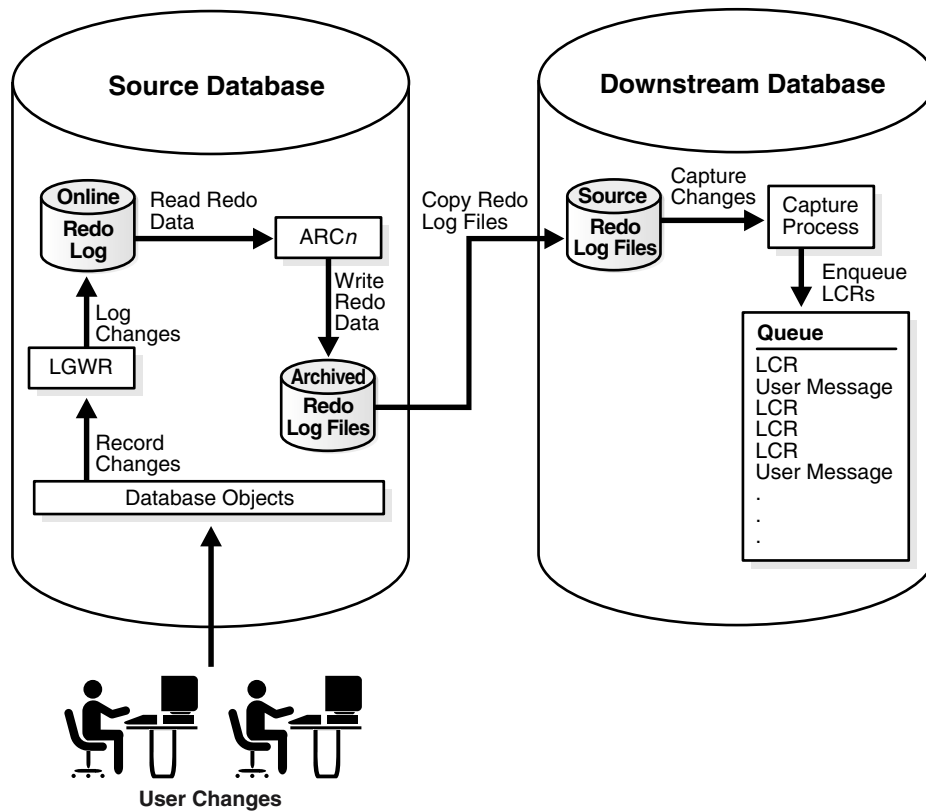 Source Database
Downstream Database
Online
Redo
Log
Read Redo
Data
ARCn
Copy Redo
Log Files
Source
Redo
Log Files
Capture
Changes
Capture
Process
Write
Redo
Data
Enqueue
LCRs
Log
Changes
LGWR
Archived
Redo
Log Files
Queue
LCR
User Message
LCR
LCR
LCR
User Message
.
.
.
Record
Changes
Database Objects
User Changes